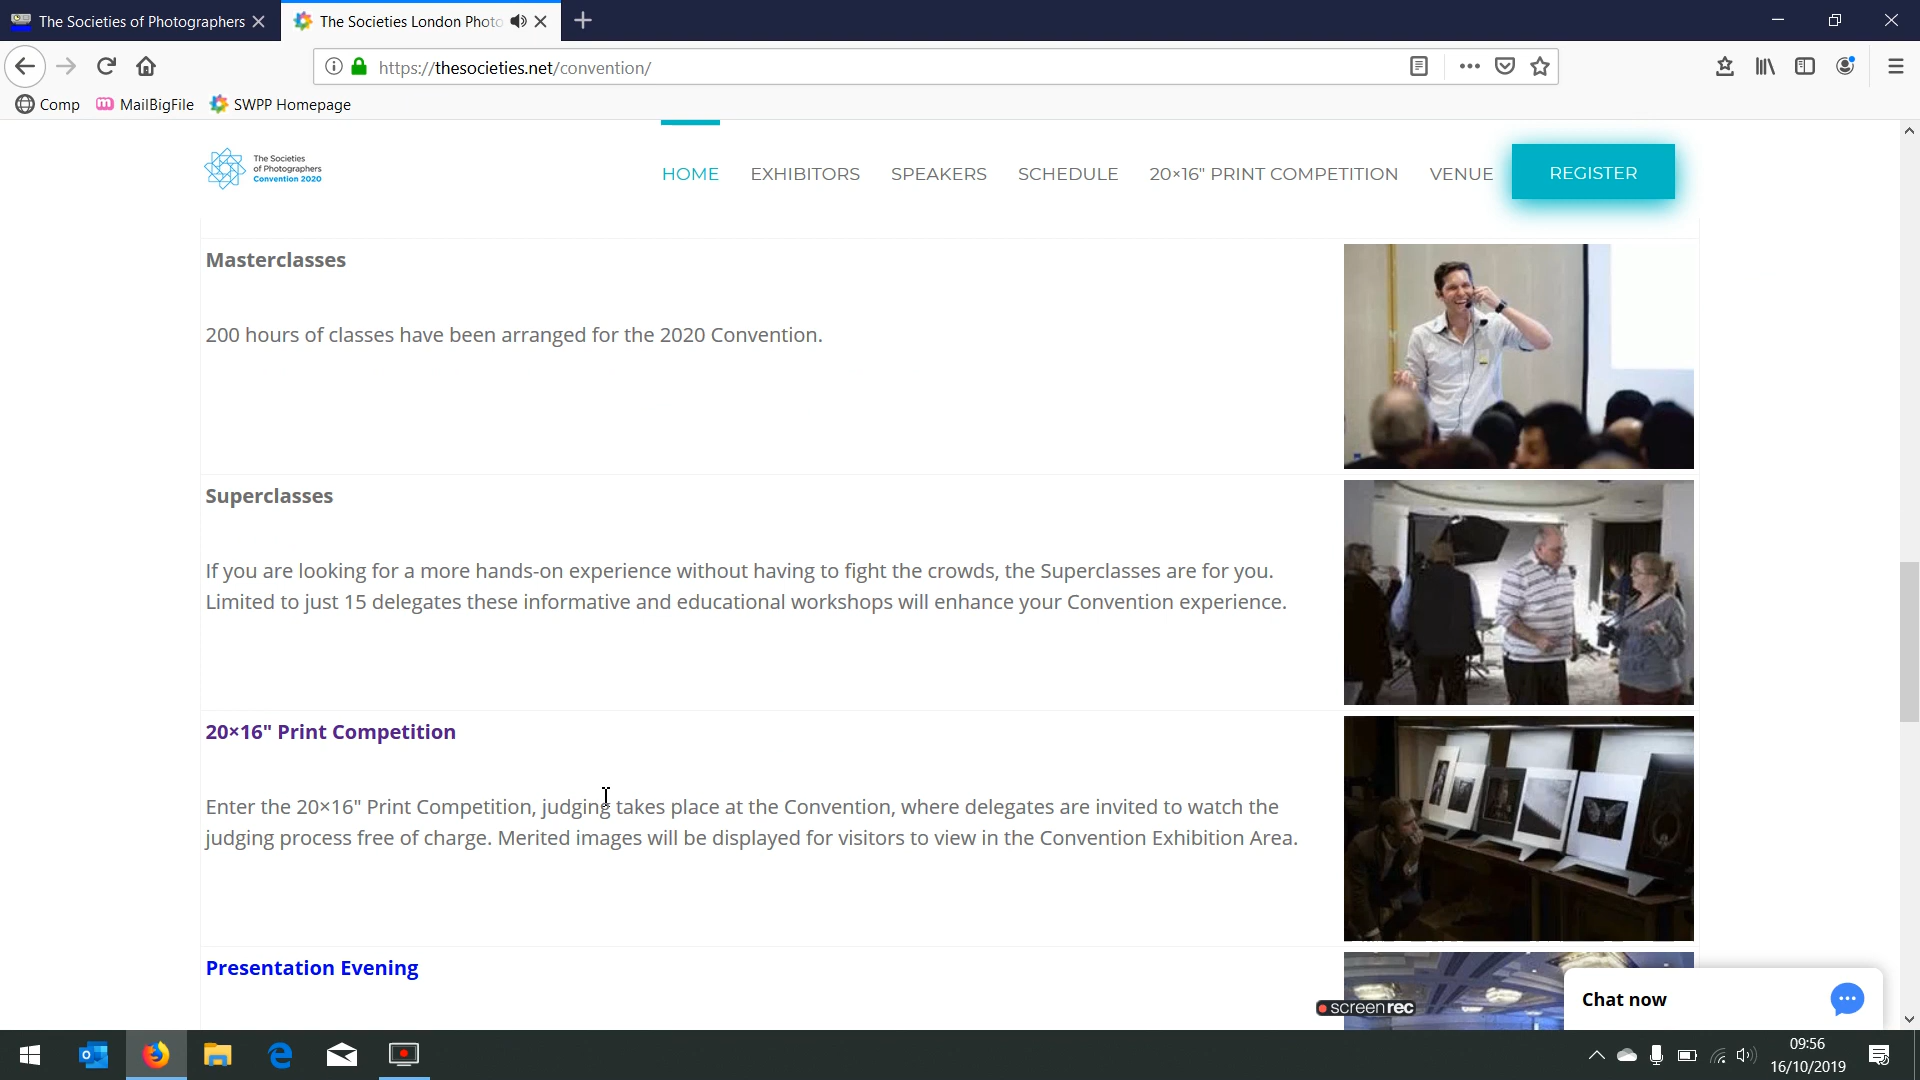 The Societies of Photographers
The Societies London Photo
https://thesocieties.net/convention/
Comp
MailBigFile
SWPP Homepage
The Societies
of Photographers
Convention 2020
HOME
EXHIBITORS
SPEAKERS
SCHEDULE
20×16" PRINT COMPETITION
VENUE
REGISTER
Masterclasses
200 hours of classes have been arranged for the 2020 Convention.
Superclasses
If you are looking for a more hands-on experience without having to fight the crowds, the Superclasses are for you.
Limited to just 15 delegates these informative and educational workshops will enhance your Convention experience.
20×16" Print Competition
Enter the 20×16" Print Competition, judging takes place at the Convention, where delegates are invited to watch the
judging process free of charge. Merited images will be displayed for visitors to view in the Convention Exhibition Area.
Presentation Evening
screenrec
Chat now
09:56
16/10/2019